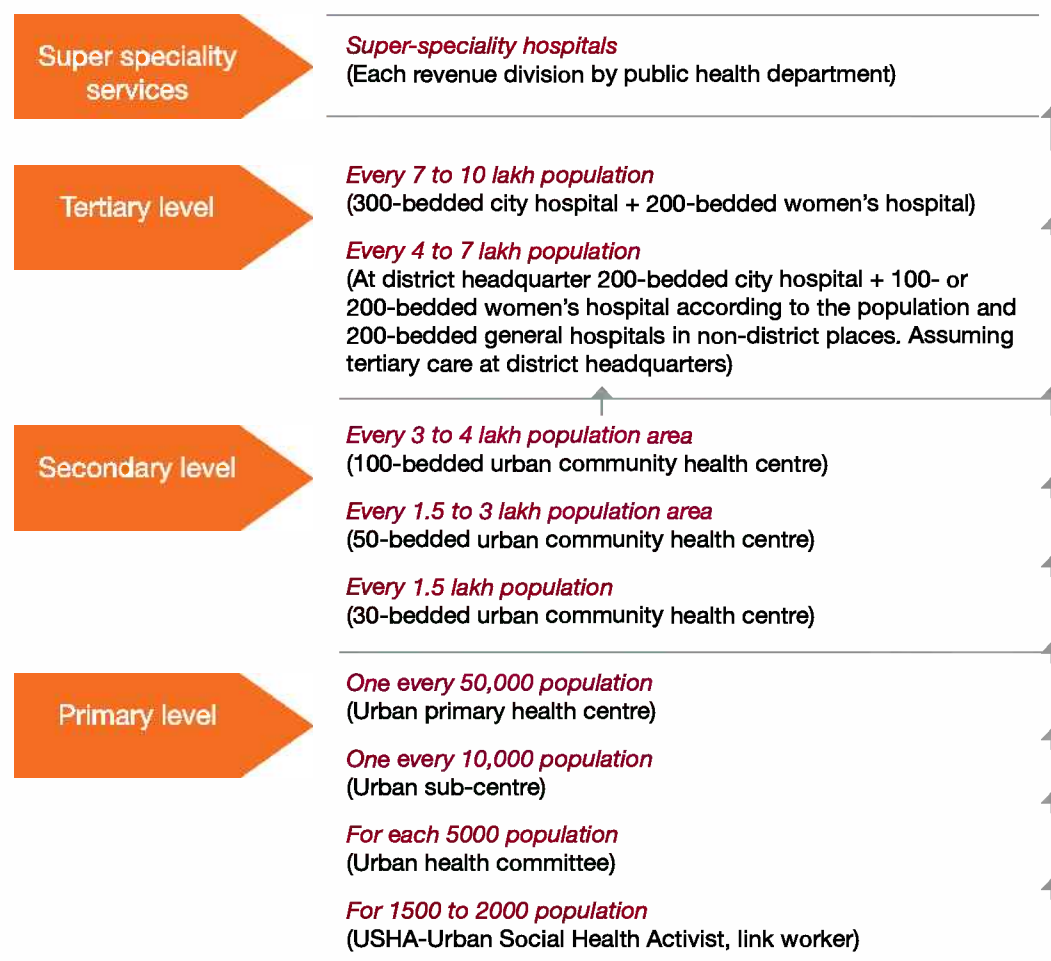 Super speciality
services
Super-speciality hospitals
(Each revenue division by public health department)
Tertiary level
Every 7 to 10 lakh population
(300-bedded city hospital + 200-bedded women's hospital)
Every 4 to 7 lakh population
(At district headquarter 200-bedded city hospital + 100- or
200-bedded women's hospital according to the population and
200-bedded general hospitals in non-district places. Assuming
tertiary care at district headquarters)
Secondary level
Every 3 to 4 lakh population area
(100-bedded urban community health centre)
Every 1.5 to 3 lakh population area
(50-bedded urban community health centre)
Every 1.5 lakh population
(30-bedded urban community health centre)
Primary level
One every 50,000 population
(Urban primary health centre)
One every 10,000 population
(Urban sub-centre)
For each 5000 population
(Urban health committee)
For 1500 to 2000 population
(USHA-Urban Social Health Activist, link worker)